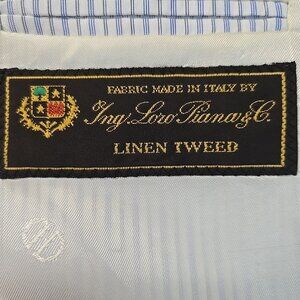 FABRIC MADE IN ITALY BY
Ing. Loro Piana & C.
LINEN TWEED